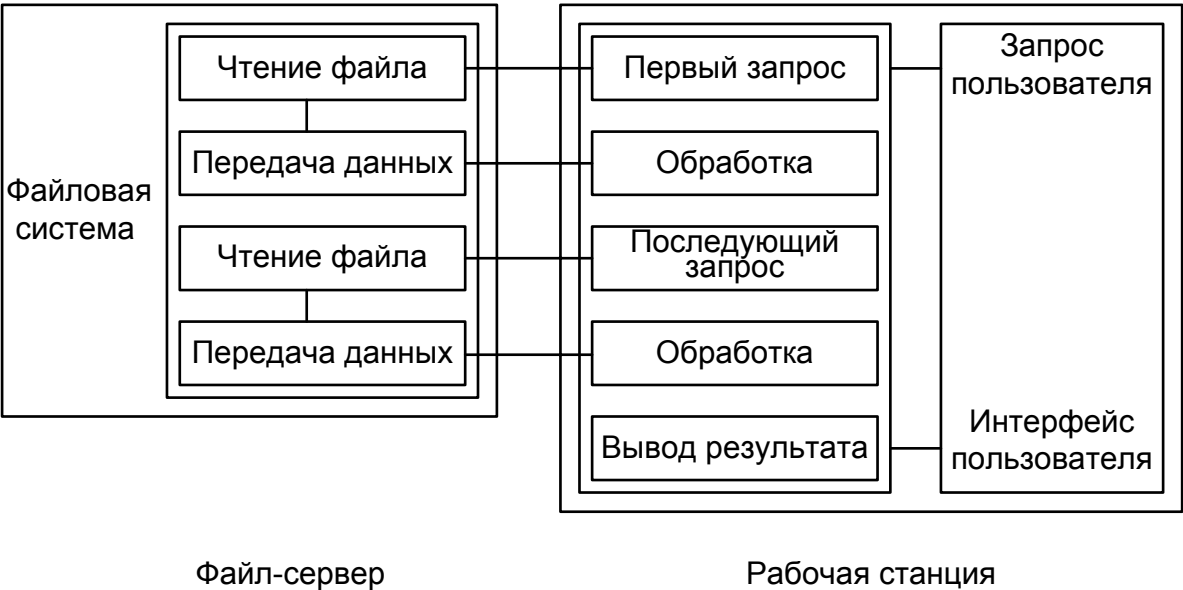 Файловая
система
Чтение файла
Передача данных
Чтение файла
Передача данных
Первый запрос
Обработка
Последующий
запрос
Обработка
Вывод результата
Запрос
пользователя
Интерфейс
пользователя
Файл-сервер
Рабочая станция